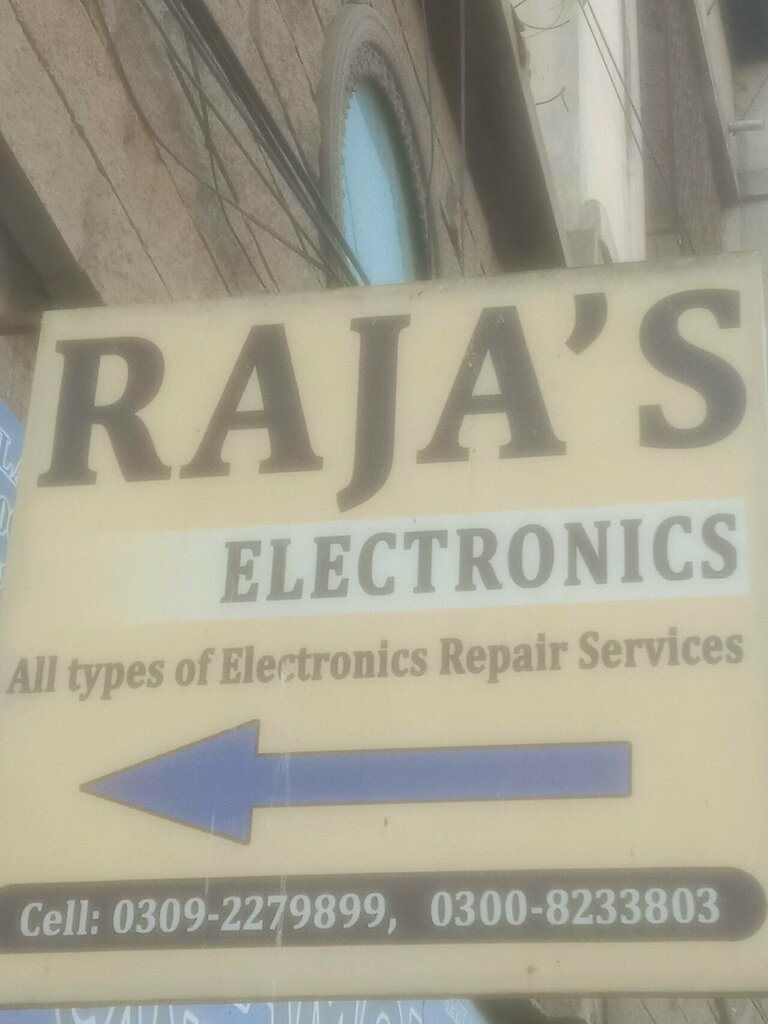 RAJA'S
ELECTRONICS
All types of Electronics Repair Services
Cell: 0309-2279899, 0300-8233803